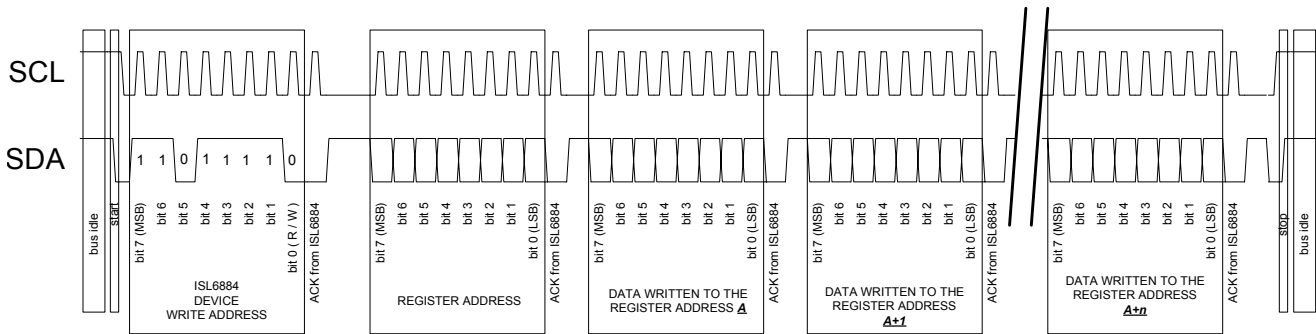 SCL
SDA
1 1 0 1 1 1 1 0
bus idle
start
bit 7 (MSB)
bit 6
bit 5
bit 4
bit 3
bit 2
bit 1
bit 0 ( R / W )
ACK from ISL6884
bit 7 (MSB)
bit 6
bit 5
bit 4
bit 3
bit 2
bit 1
bit 0 (LSB)
ACK from ISL6884
bit 7 (MSB)
bit 6
bit 5
bit 4
bit 3
bit 2
bit 1
bit 0 (LSB)
ACK from ISL6884
bit 7 (MSB)
bit 6
bit 5
bit 4
bit 3
bit 2
bit 1
bit 0 (LSB)
ACK from ISL6884
bit 7 (MSB)
bit 6
bit 5
bit 4
bit 3
bit 2
bit 1
bit 0 (LSB)
ACK from ISL6884
stop
bus idle
ISL6884
DEVICE
WRITE ADDRESS
REGISTER ADDRESS
DATA WRITTEN TO THE
REGISTER ADDRESS A
DATA WRITTEN TO THE
REGISTER ADDRESS
A+1
DATA WRITTEN TO THE
REGISTER ADDRESS
A+n